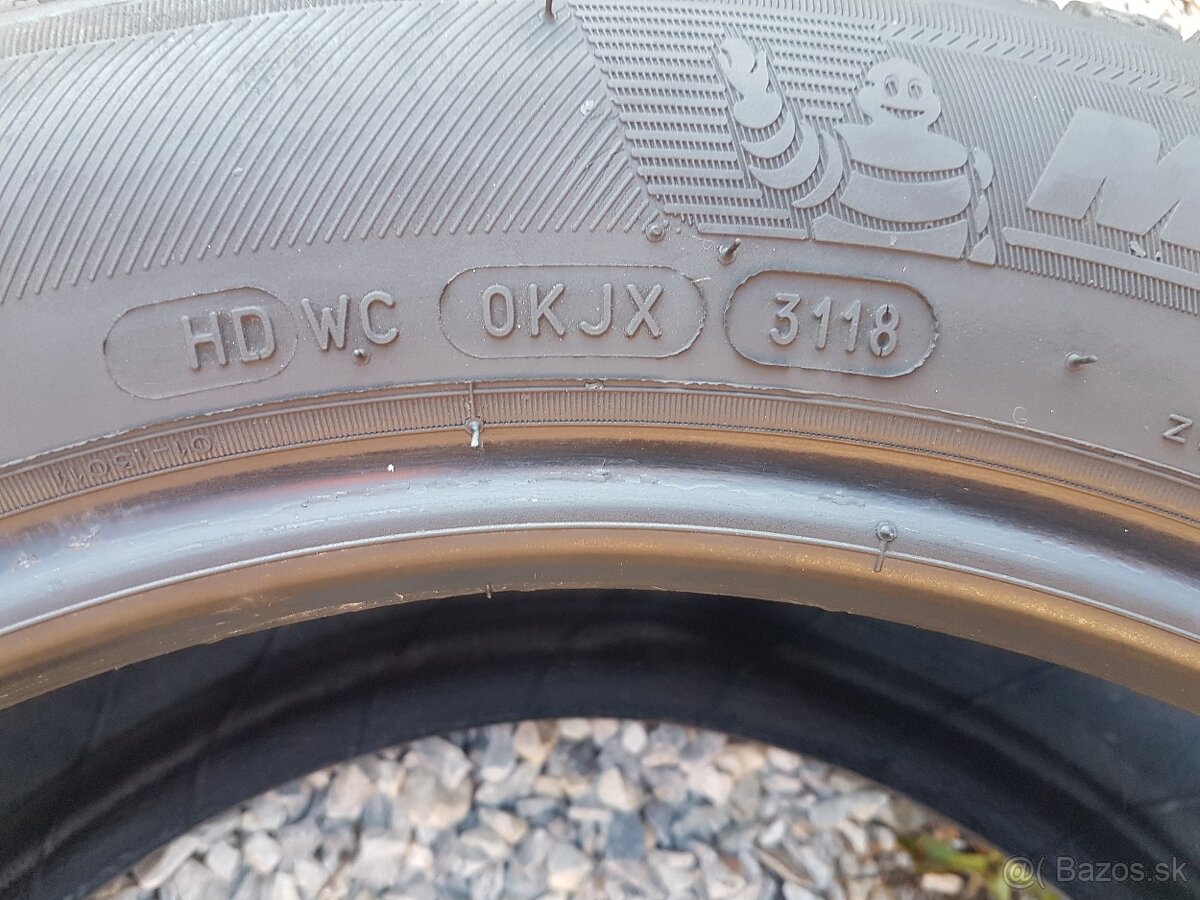 M
HD WC 0KJX 3118
Z
@( Bazos.sk